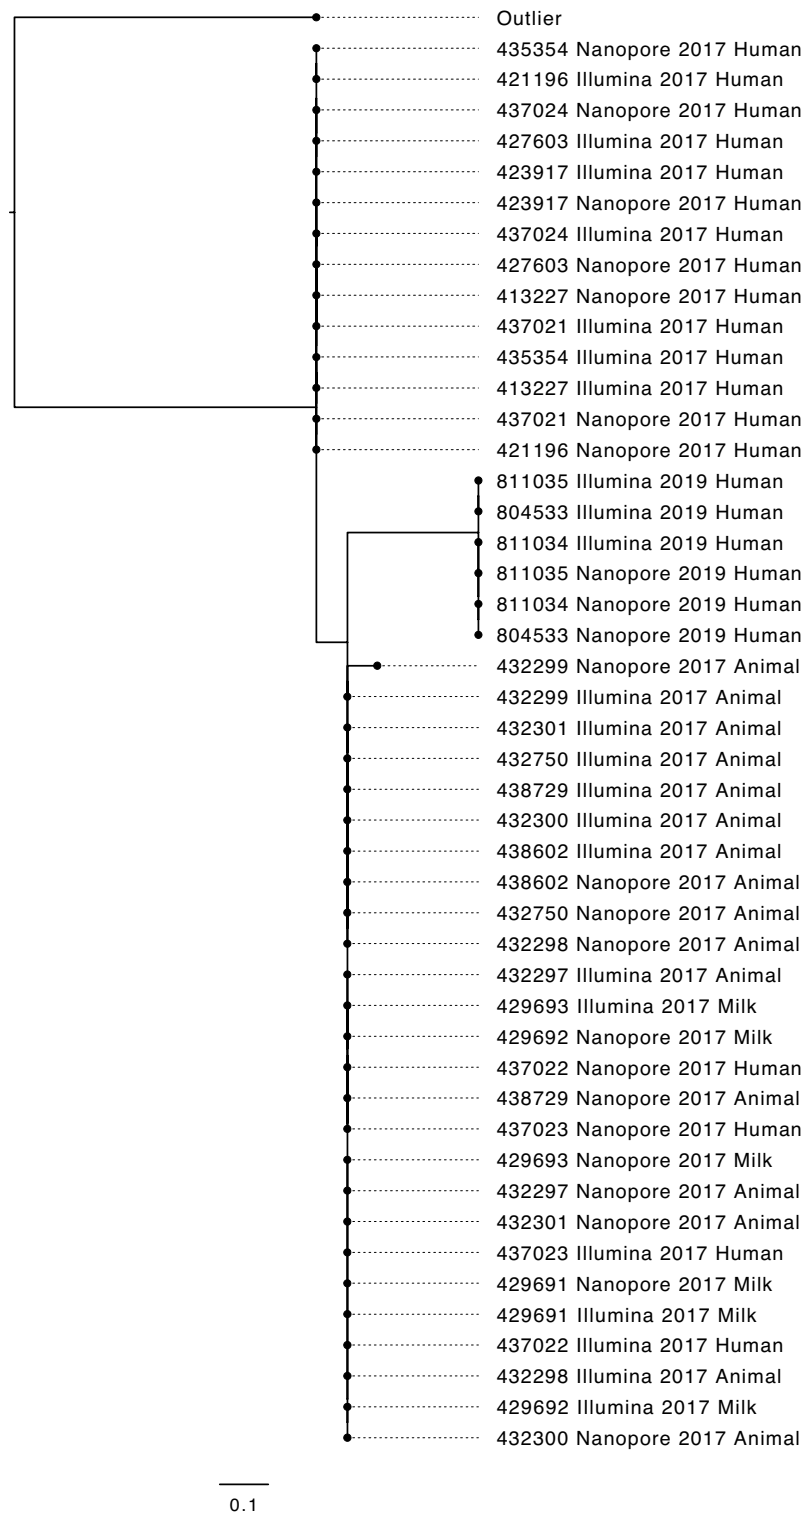 Outlier
435354 Nanopore 2017 Human
421196 Illumina 2017 Human
437024 Nanopore 2017 Human
427603 Illumina 2017 Human
423917 Illumina 2017 Human
423917 Nanopore 2017 Human
437024 Illumina 2017 Human
427603 Nanopore 2017 Human
413227 Nanopore 2017 Human
437021 Illumina 2017 Human
435354 Illumina 2017 Human
413227 Illumina 2017 Human
437021 Nanopore 2017 Human
421196 Nanopore 2017 Human
811035 Illumina 2019 Human
804533 Illumina 2019 Human
811034 Illumina 2019 Human
811035 Nanopore 2019 Human
811034 Nanopore 2019 Human
804533 Nanopore 2019 Human
432299 Nanopore 2017 Animal
432299 Illumina 2017 Animal
432301 Illumina 2017 Animal
432750 Illumina 2017 Animal
438729 Illumina 2017 Animal
432300 Illumina 2017 Animal
438602 Illumina 2017 Animal
438602 Nanopore 2017 Animal
432750 Nanopore 2017 Animal
432298 Nanopore 2017 Animal
432297 Illumina 2017 Animal
429693 Illumina 2017 Milk
429692 Nanopore 2017 Milk
437022 Nanopore 2017 Human
438729 Nanopore 2017 Animal
437023 Nanopore 2017 Human
429693 Nanopore 2017 Milk
432297 Nanopore 2017 Animal
432301 Nanopore 2017 Animal
437023 Illumina 2017 Human
429691 Nanopore 2017 Milk
429691 Illumina 2017 Milk
437022 Illumina 2017 Human
432298 Illumina 2017 Animal
429692 Illumina 2017 Milk
432300 Nanopore 2017 Animal
0.1